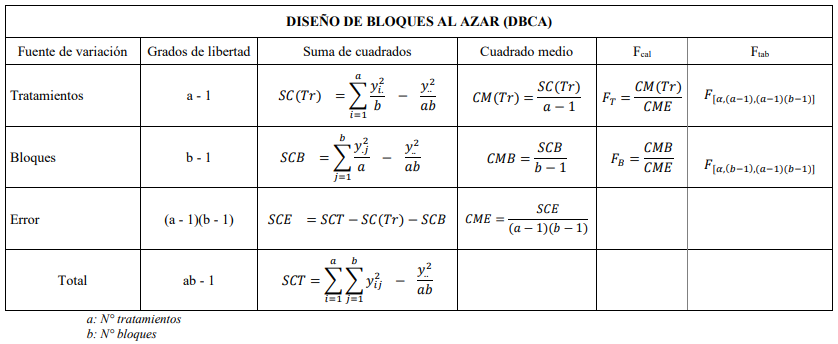 DISEÑO DE BLOQUES AL AZAR (DBCA)
Fuente de variación | Grados de libertad | Suma de cuadrados | Cuadrado medio | F_cal | F_tab
Tratamientos | a - 1 | $SC(Tr) = \sum_{i=1}^{a} \frac{y_{i.}^{2}}{b} - \frac{y_{..}^{2}}{ab}$ | $CM(Tr) = \frac{SC(Tr)}{a-1}$ | $F_T = \frac{CM(Tr)}{CME}$ | $F_{[\alpha,(a-1),(a-1)(b-1)]}$
Bloques | b - 1 | $SCB = \sum_{j=1}^{b} \frac{y_{.j}^{2}}{a} - \frac{y_{..}^{2}}{ab}$ | $CMB = \frac{SCB}{b-1}$ | $F_B = \frac{CMB}{CME}$ | $F_{[\alpha,(b-1),(a-1)(b-1)]}$
Error | (a - 1)(b - 1) | $SCE = SCT - SC(Tr) - SCB$ | $CME = \frac{SCE}{(a-1)(b-1)}$
Total | ab - 1 | $SCT = \sum_{i=1}^{a} \sum_{j=1}^{b} y_{ij}^{2} - \frac{y_{..}^{2}}{ab}$
a: N° tratamientos
b: N° bloques